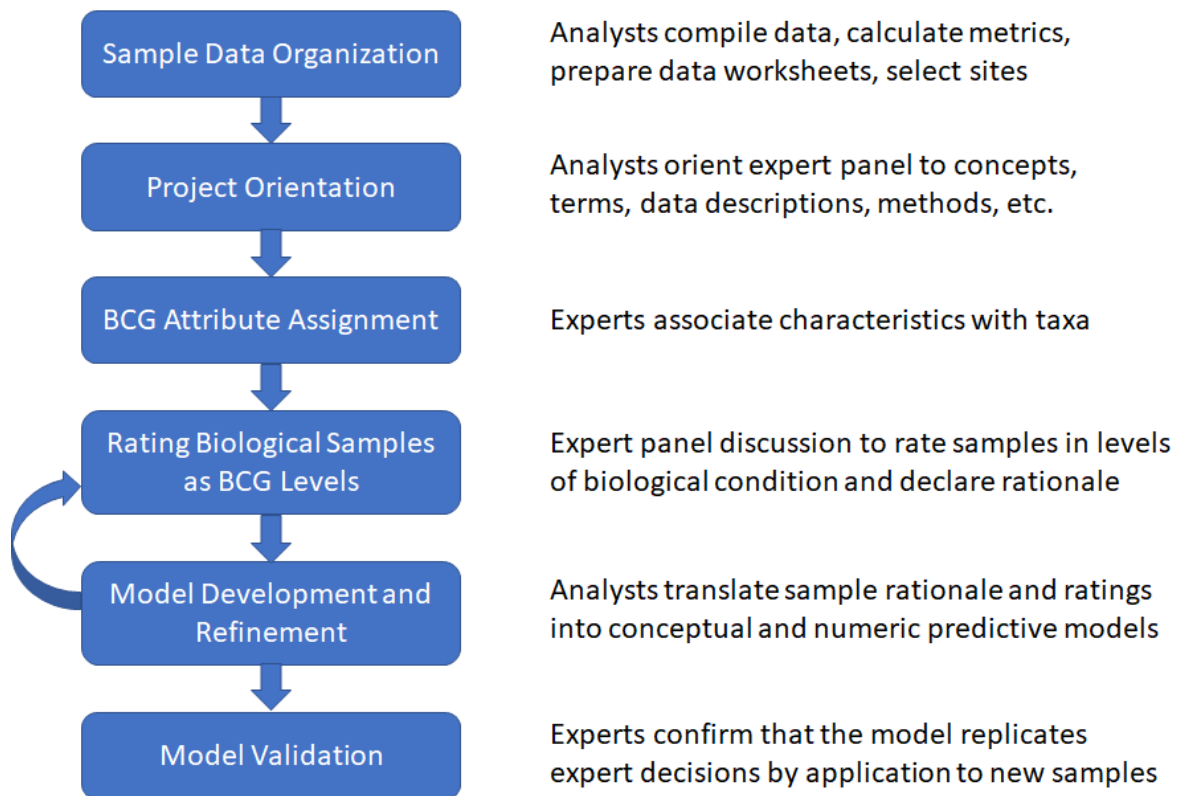 Sample Data Organization
Analysts compile data, calculate metrics,
prepare data worksheets, select sites
Project Orientation
Analysts orient expert panel to concepts,
terms, data descriptions, methods, etc.
BCG Attribute Assignment
Experts associate characteristics with taxa
Rating Biological Samples
as BCG Levels
Expert panel discussion to rate samples in levels
of biological condition and declare rationale
Model Development and
Refinement
Analysts translate sample rationale and ratings
into conceptual and numeric predictive models
Model Validation
Experts confirm that the model replicates
expert decisions by application to new samples